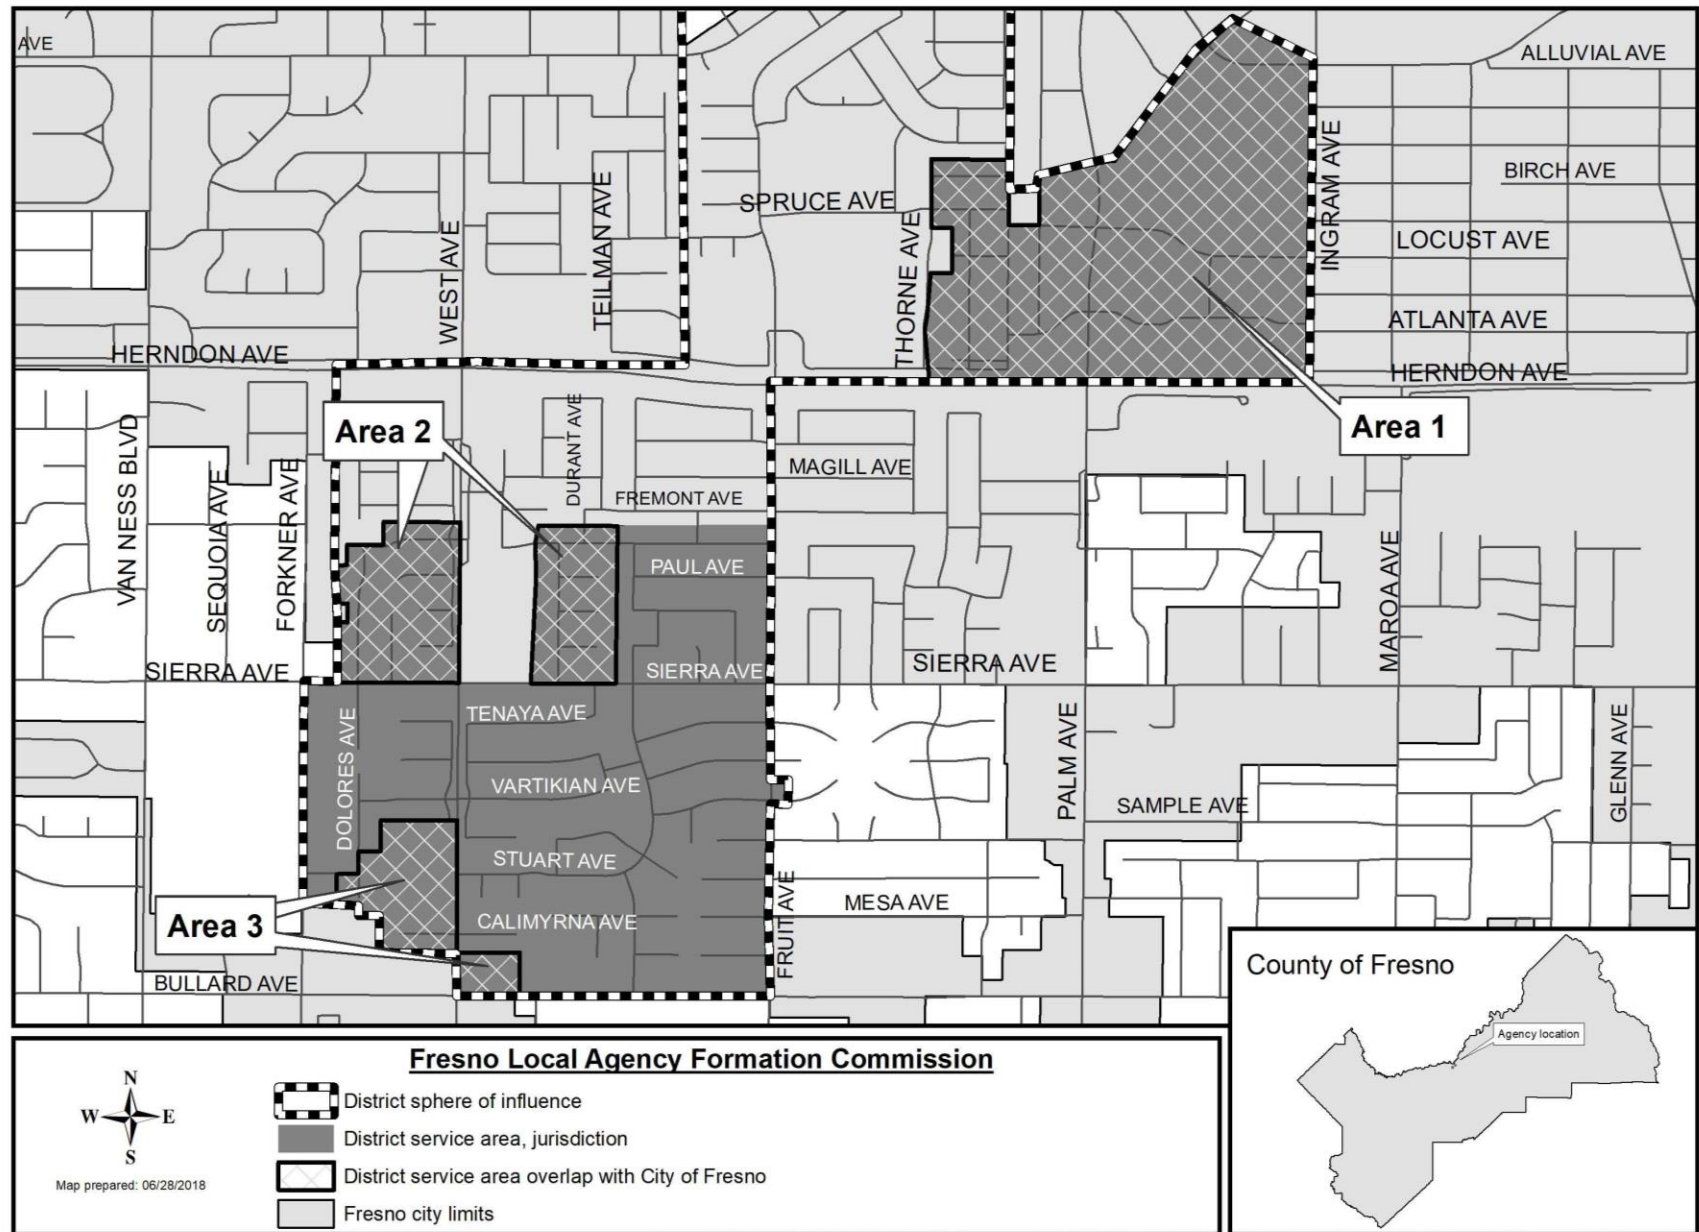 AVE
ALLUVIAL AVE
INGRAM AVE
BIRCH AVE
SPRUCE AVE
TEILMAN AVE
WEST AVE
THORNE AVE
LOCUST AVE
ATLANTA AVE
HERNDON AVE
HERNDON AVE
Area 2
Area 1
DURANT AVE
MAGILL AVE
VAN NESS BLVD
SEQUOIA AVE
FORKNER AVE
FREMONT AVE
PAUL AVE
MAROA AVE
SIERRA AVE
SIERRA AVE
SIERRA AVE
TENAYA AVE
DOLORES AVE
PALM AVE
GLENN AVE
VARTIKIAN AVE
SAMPLE AVE
STUART AVE
MESA AVE
Area 3
CALIMYRNA AVE
FRUIT AVE
BULLARD AVE
County of Fresno
Agency location
Fresno Local Agency Formation Commission
N
W E
S
Map prepared: 06/28/2018
District sphere of influence
District service area, jurisdiction
District service area overlap with City of Fresno
Fresno city limits